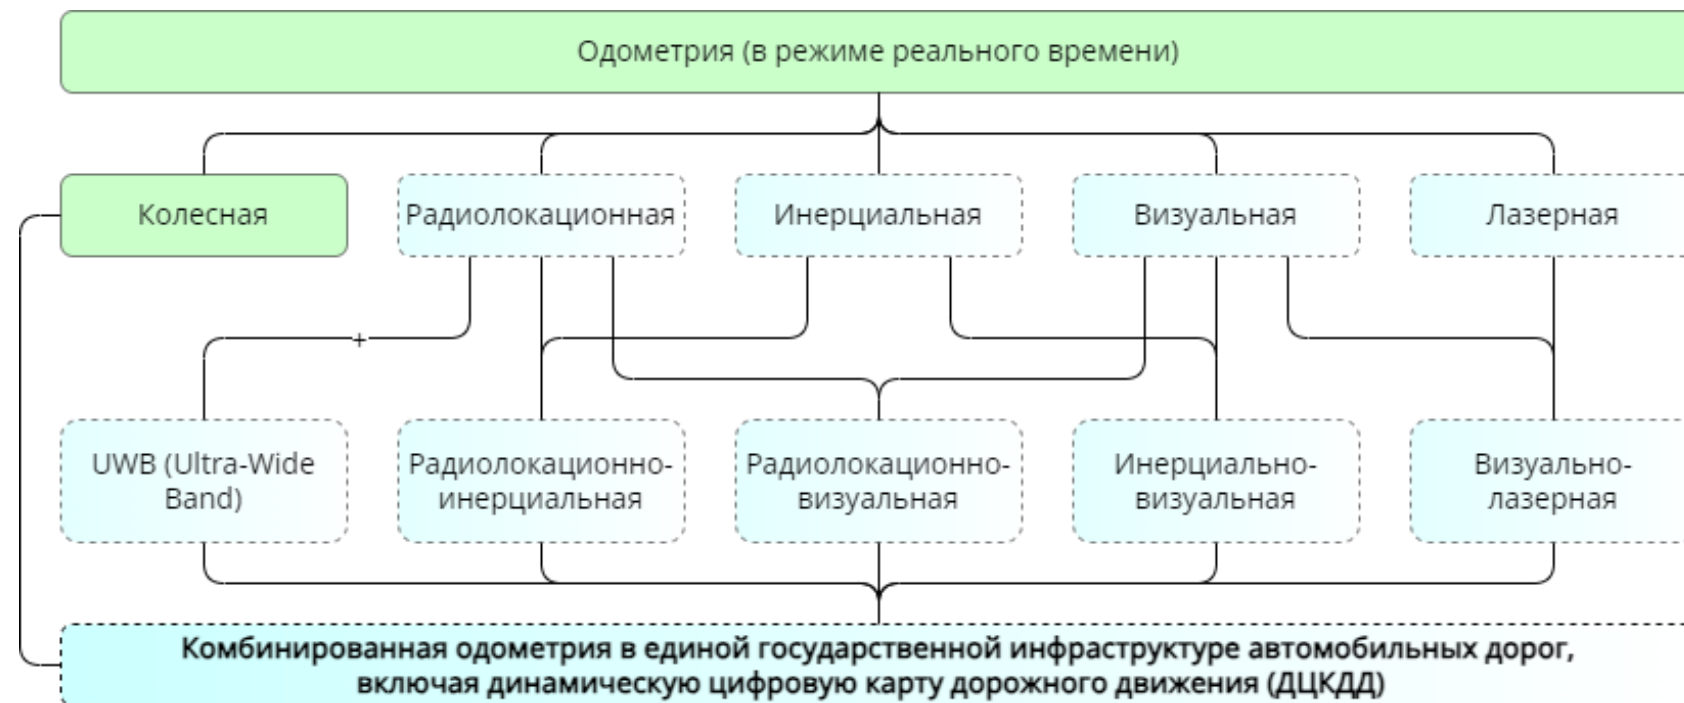 Одометрия (в режиме реального времени)
Колесная
Радиолокационная
Инерциальная
Визуальная
Лазерная
+
UWB (Ultra-Wide
Band)
Радиолокационно-
инерциальная
Радиолокационно-
визуальная
Инерциально-
визуальная
Визуально-
лазерная
Комбинированная одометрия в единой государственной инфраструктуре автомобильных дорог,
включая динамическую цифровую карту дорожного движения (ДЦКДД)